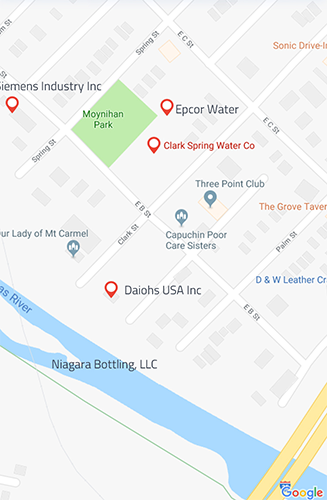 Sonic Drive-In
Spring St
E C St
Siemens Industry Inc
Moynihan
Park
Epcor Water
E C St
Clark Spring Water Co
Spring St
Three Point Club
E B St
The Grove Tavern
Clark St
Capuchin Poor
Care Sisters
Our Lady of Mt Carmel
Palm St
D & W Leather Cr
Daiohs USA Inc
as River
E B St
Niagara Bottling, LLC
Google